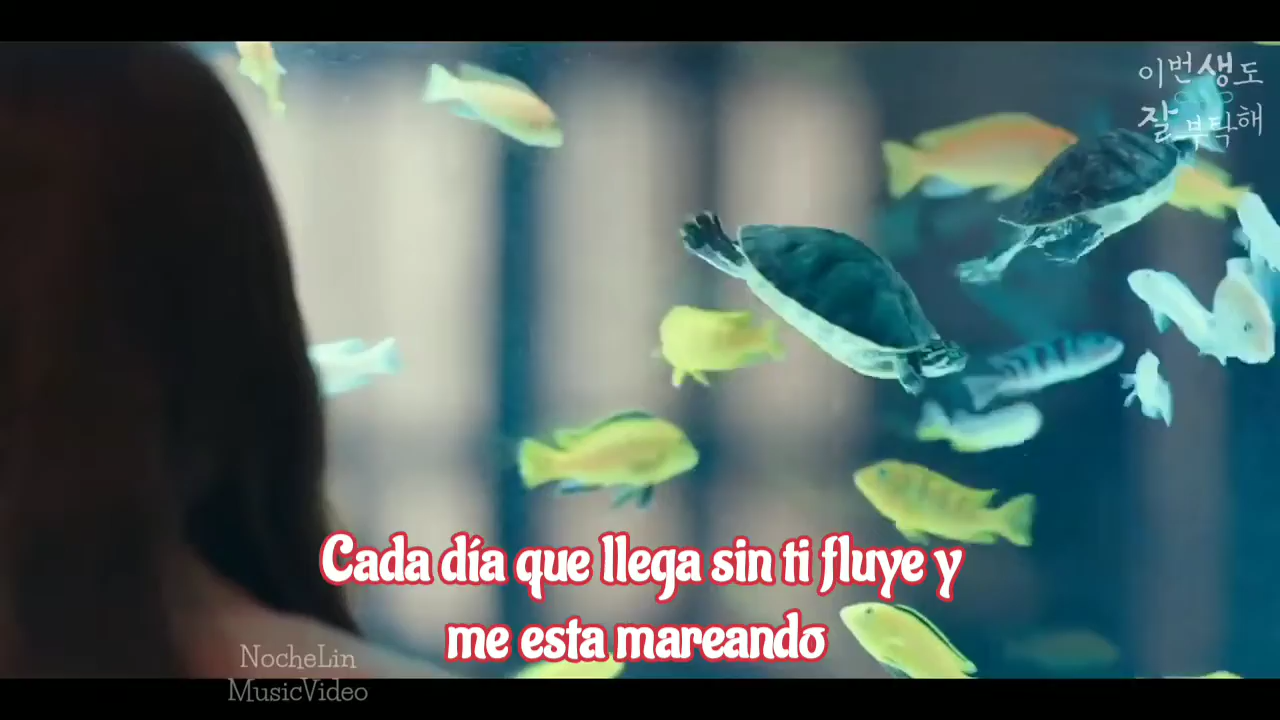 이번 생도
잘 부탁해
Cada día que llega sin ti fluye y
me esta mareando
NocheLin
MusicVideo